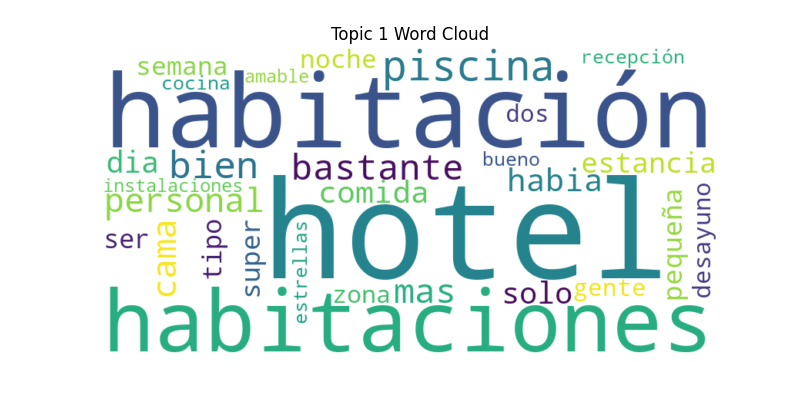 Topic 1 Word Cloud
semana
cocina
amable
noche
piscina
recepción
habitación
dos
dia
bien
bastante
bueno
estancia
instalaciones
personal
comida
habia
hotel
ser
cama
tipo
super
estrellas
pequeña
desayuno
zona
mas
solo
gente
habitaciones